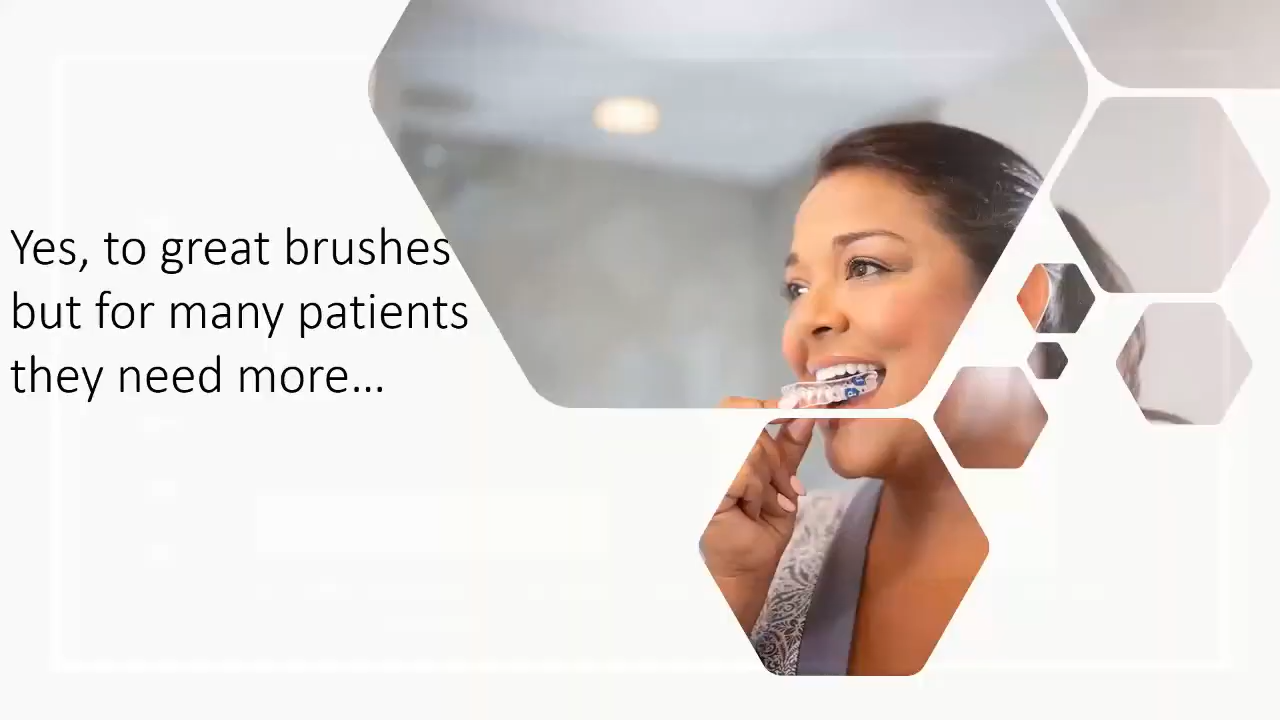 Yes, to great brushes
but for many patients
they need more...